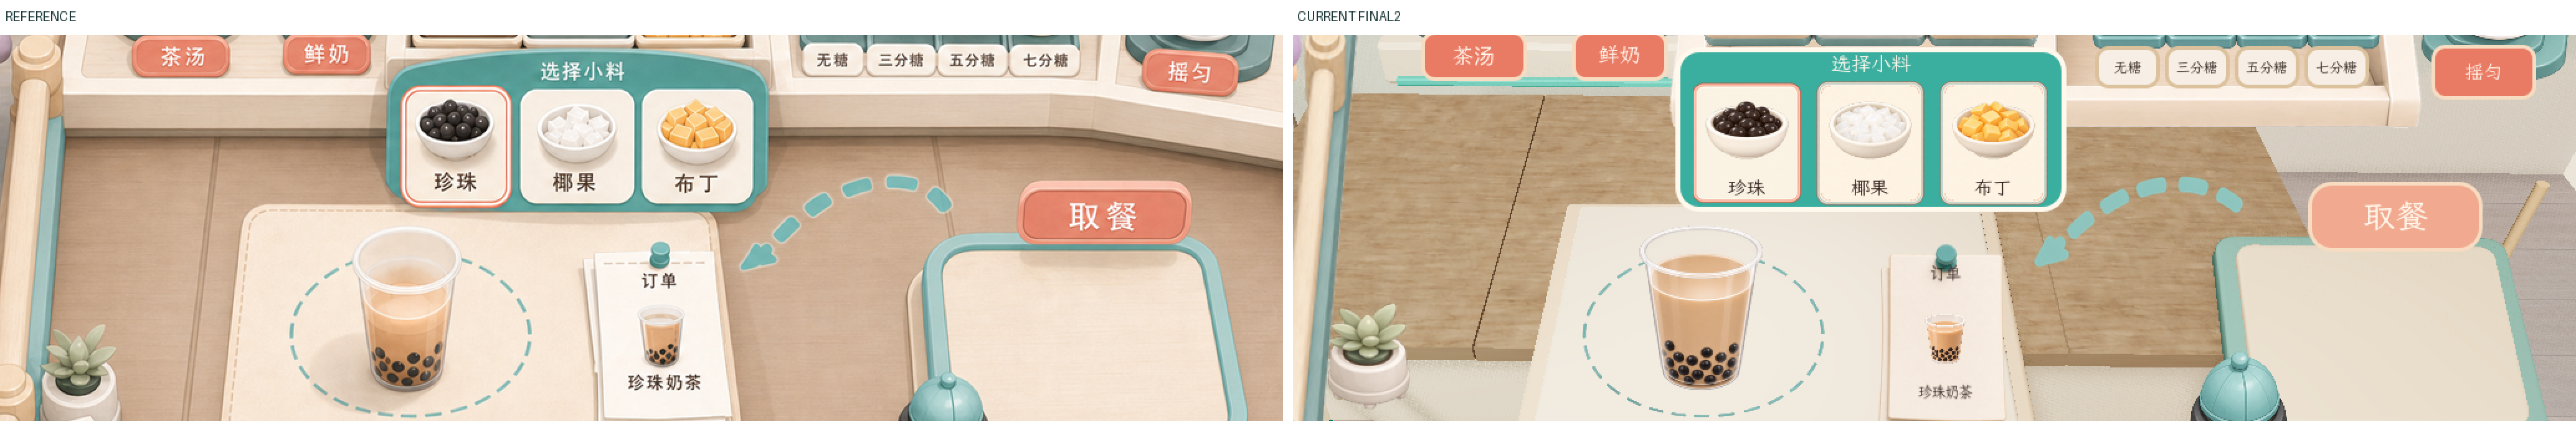 REFERENCE
茶汤
鲜奶
选择小料
无糖
三分糖
五分糖
七分糖
摇匀
珍珠
椰果
布丁
取餐
订单
珍珠奶茶
CURRENT FINAL2
茶汤
鲜奶
选择小料
无糖
三分糖
五分糖
七分糖
摇匀
珍珠
椰果
布丁
取餐
订单
珍珠奶茶